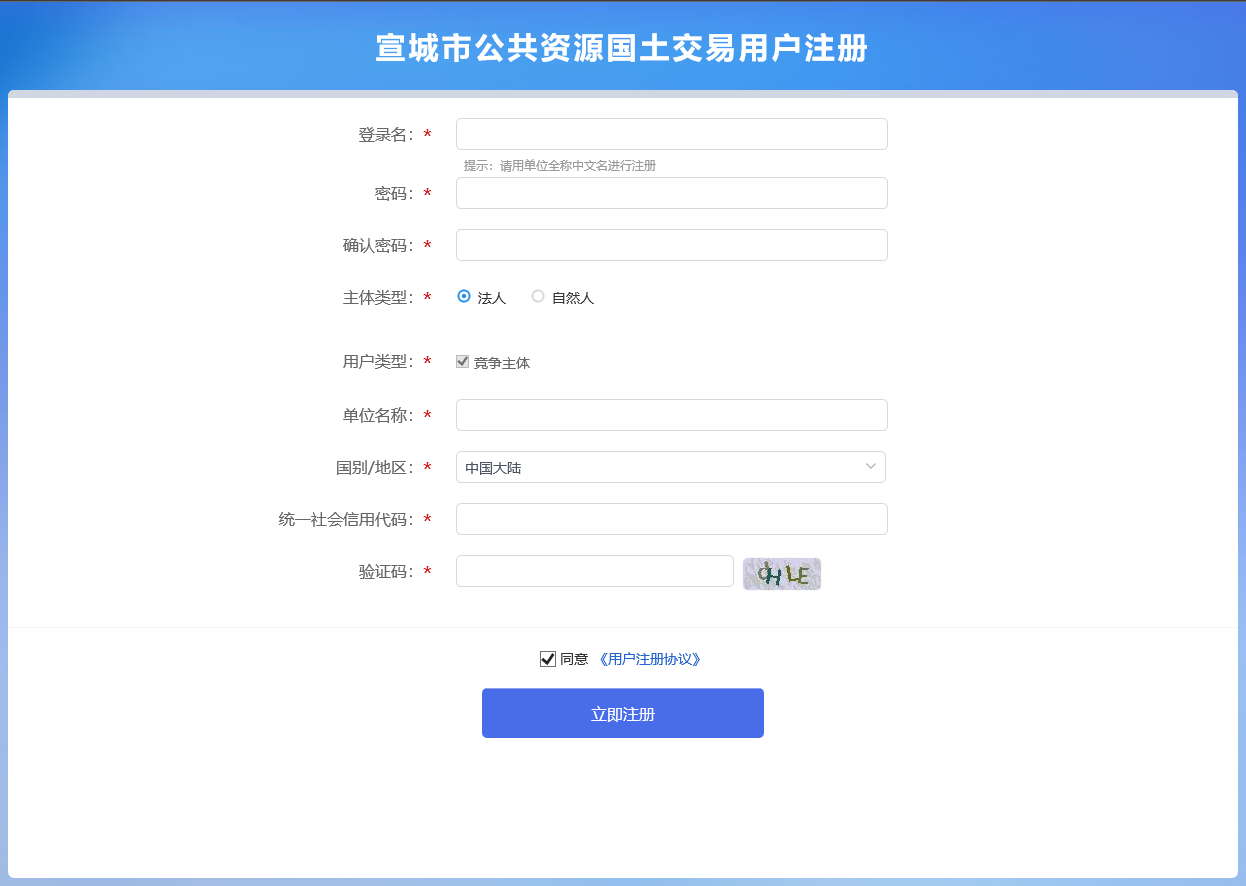 宣城市公共资源国土交易用户注册
登录名：*
提示：请用单位全称中文名进行注册
密码：*
确认密码：*
主体类型：* 法人 自然人
用户类型：* 竞争主体
单位名称：*
国别/地区：* 中国大陆
统一社会信用代码：*
验证码：*
同意 《用户注册协议》
立即注册